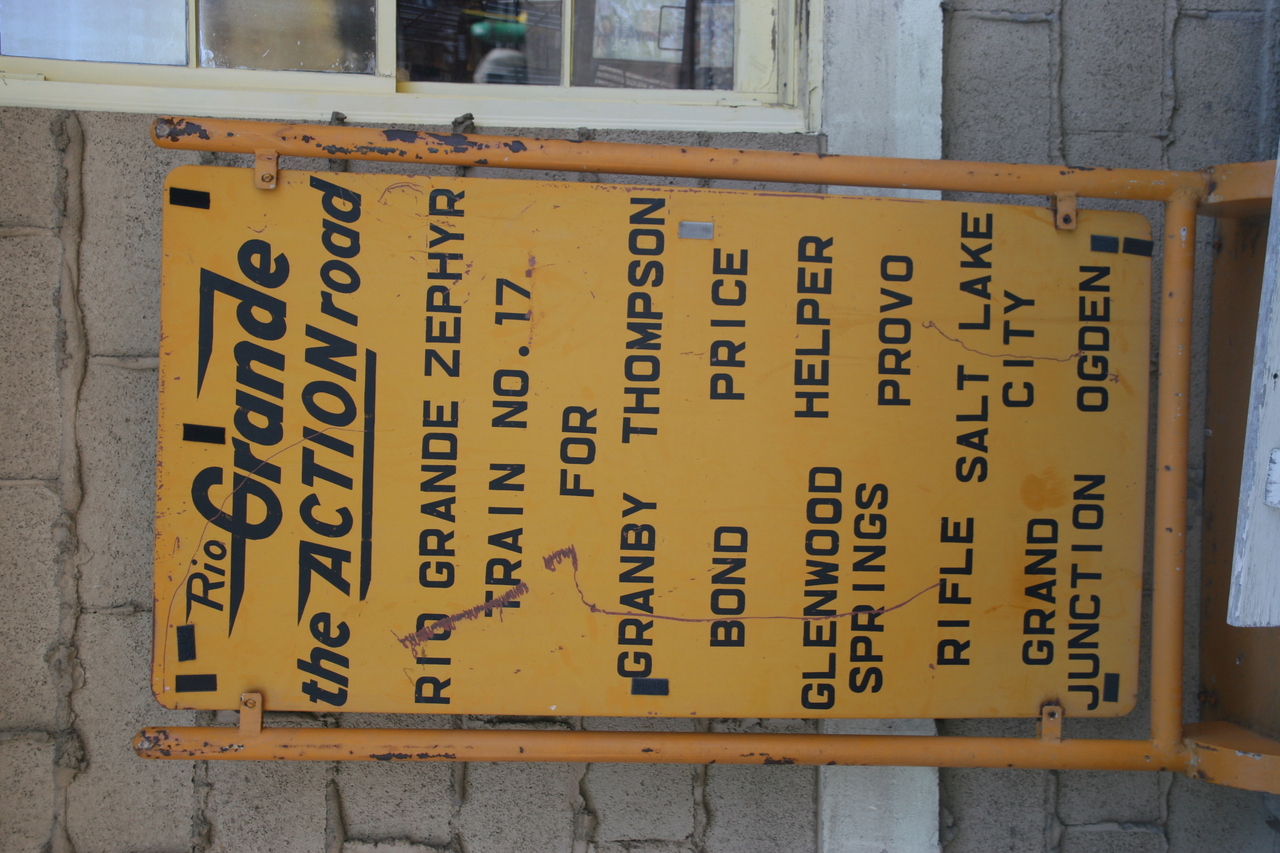 Rio Grande
the ACTION road
RIO GRANDE ZEPHYR
TRAIN NO. 17
FOR
GRANBY THOMPSON
BOND PRICE
GLENWOOD SPRINGS HELPER
RIFLE PROVO
GRAND JUNCTION SALT LAKE CITY
OGDEN